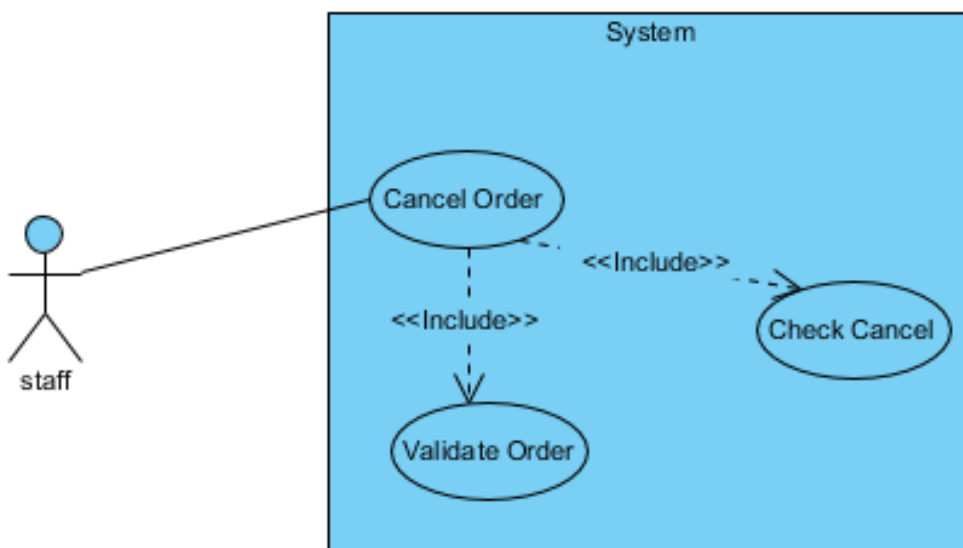 System
Cancel Order
<<Include>>
<<Include>>
Check Cancel
staff
Validate Order